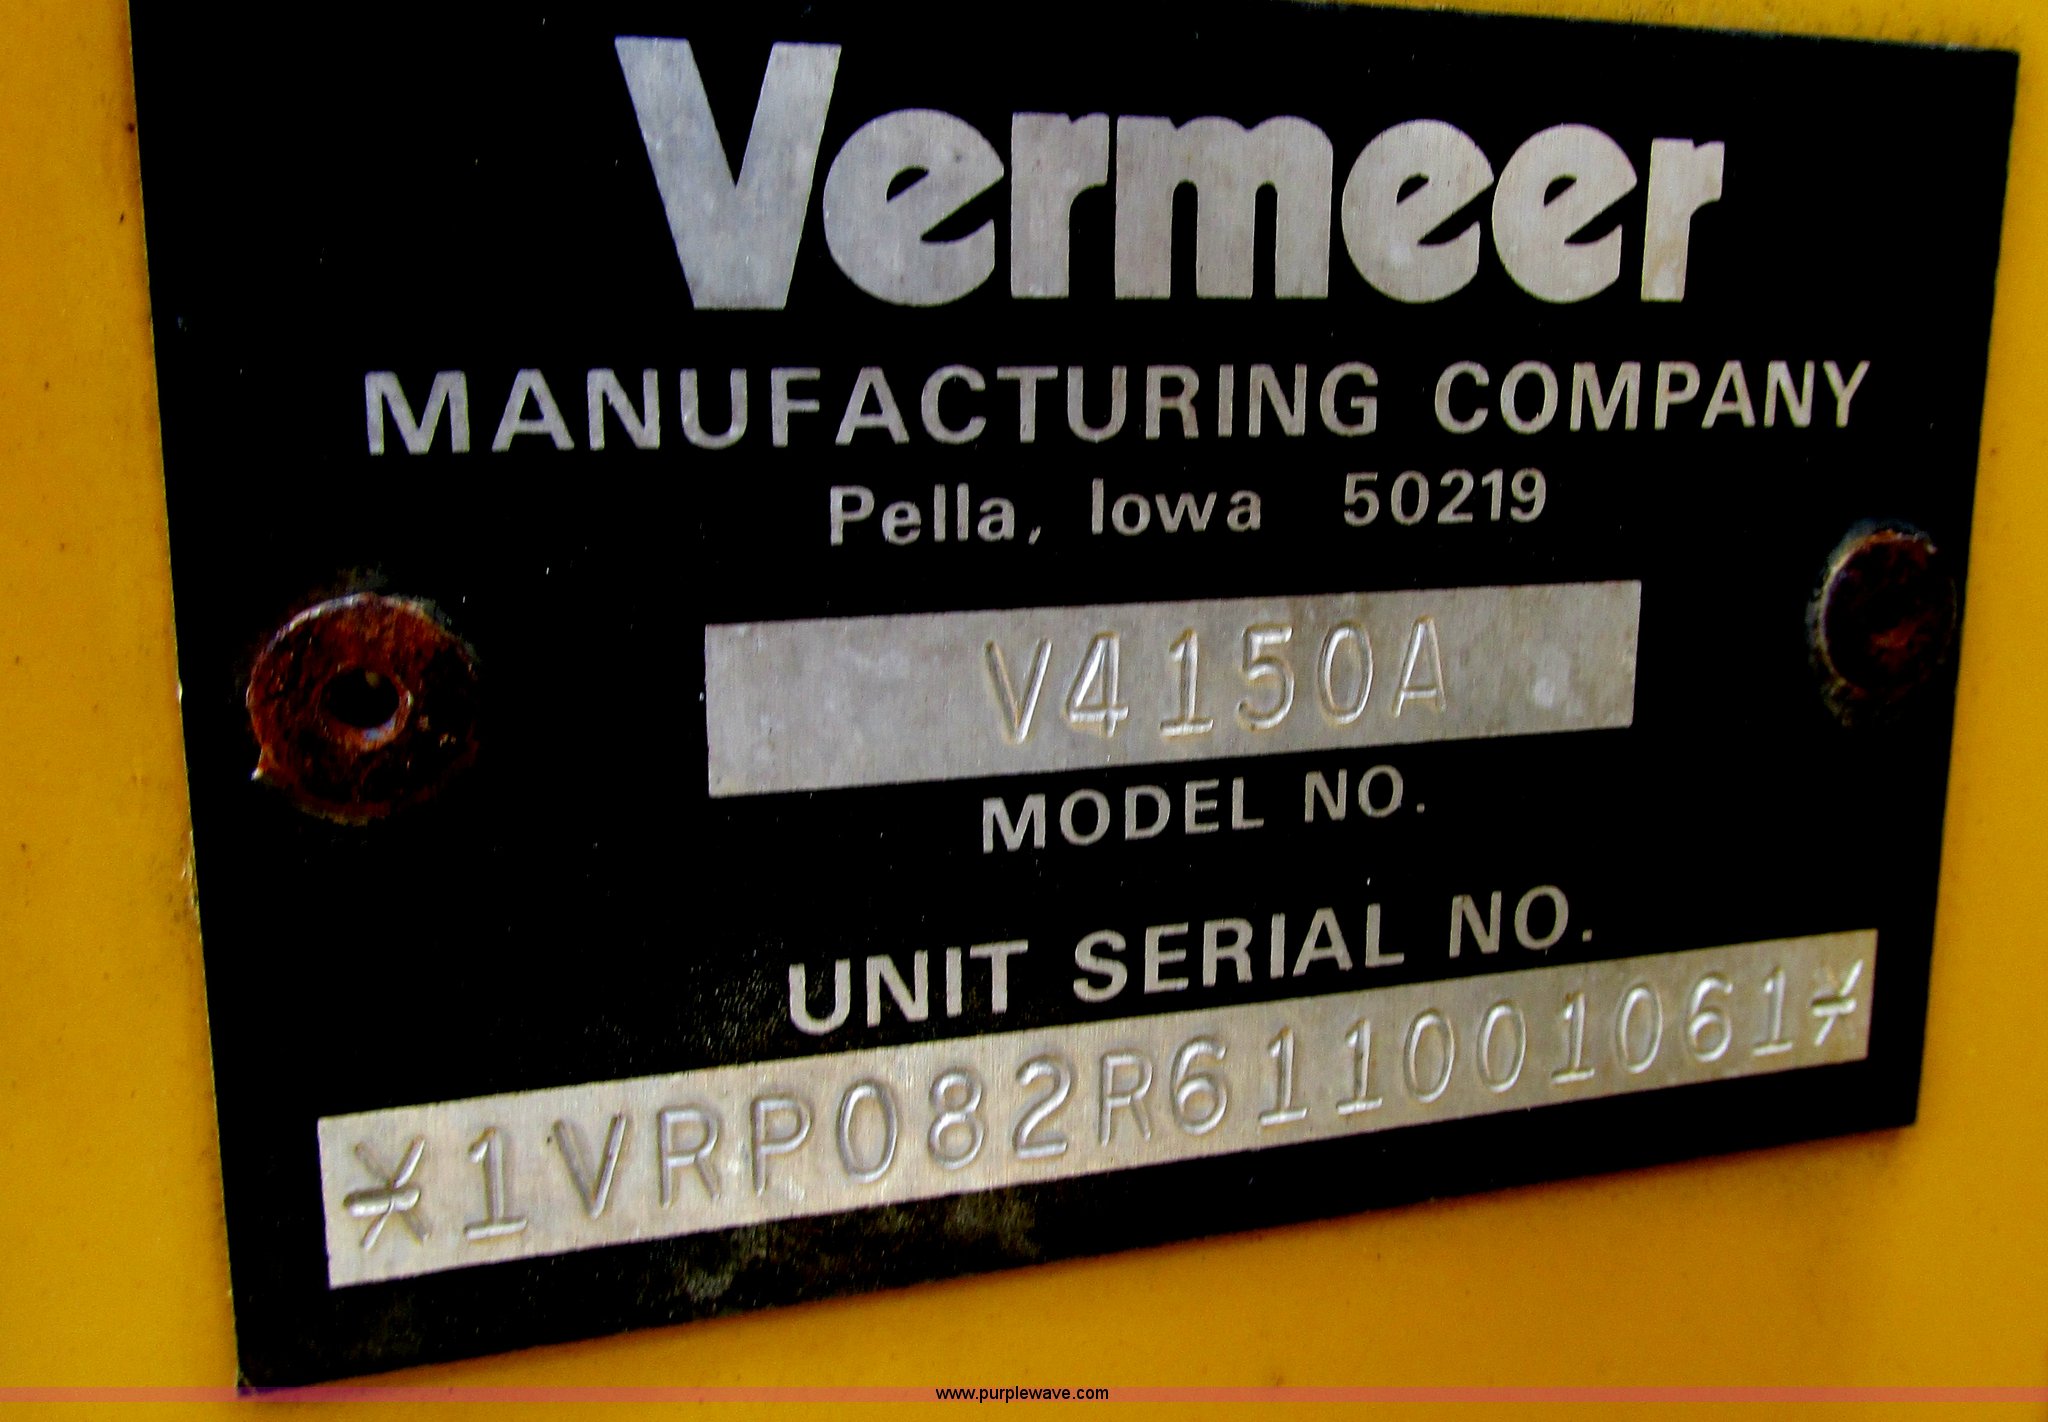 Vermeer
MANUFACTURING COMPANY
Pella, Iowa 50219
V4150A
MODEL NO.
UNIT SERIAL NO.
*1VRP082R611001061*
www.purplewave.com